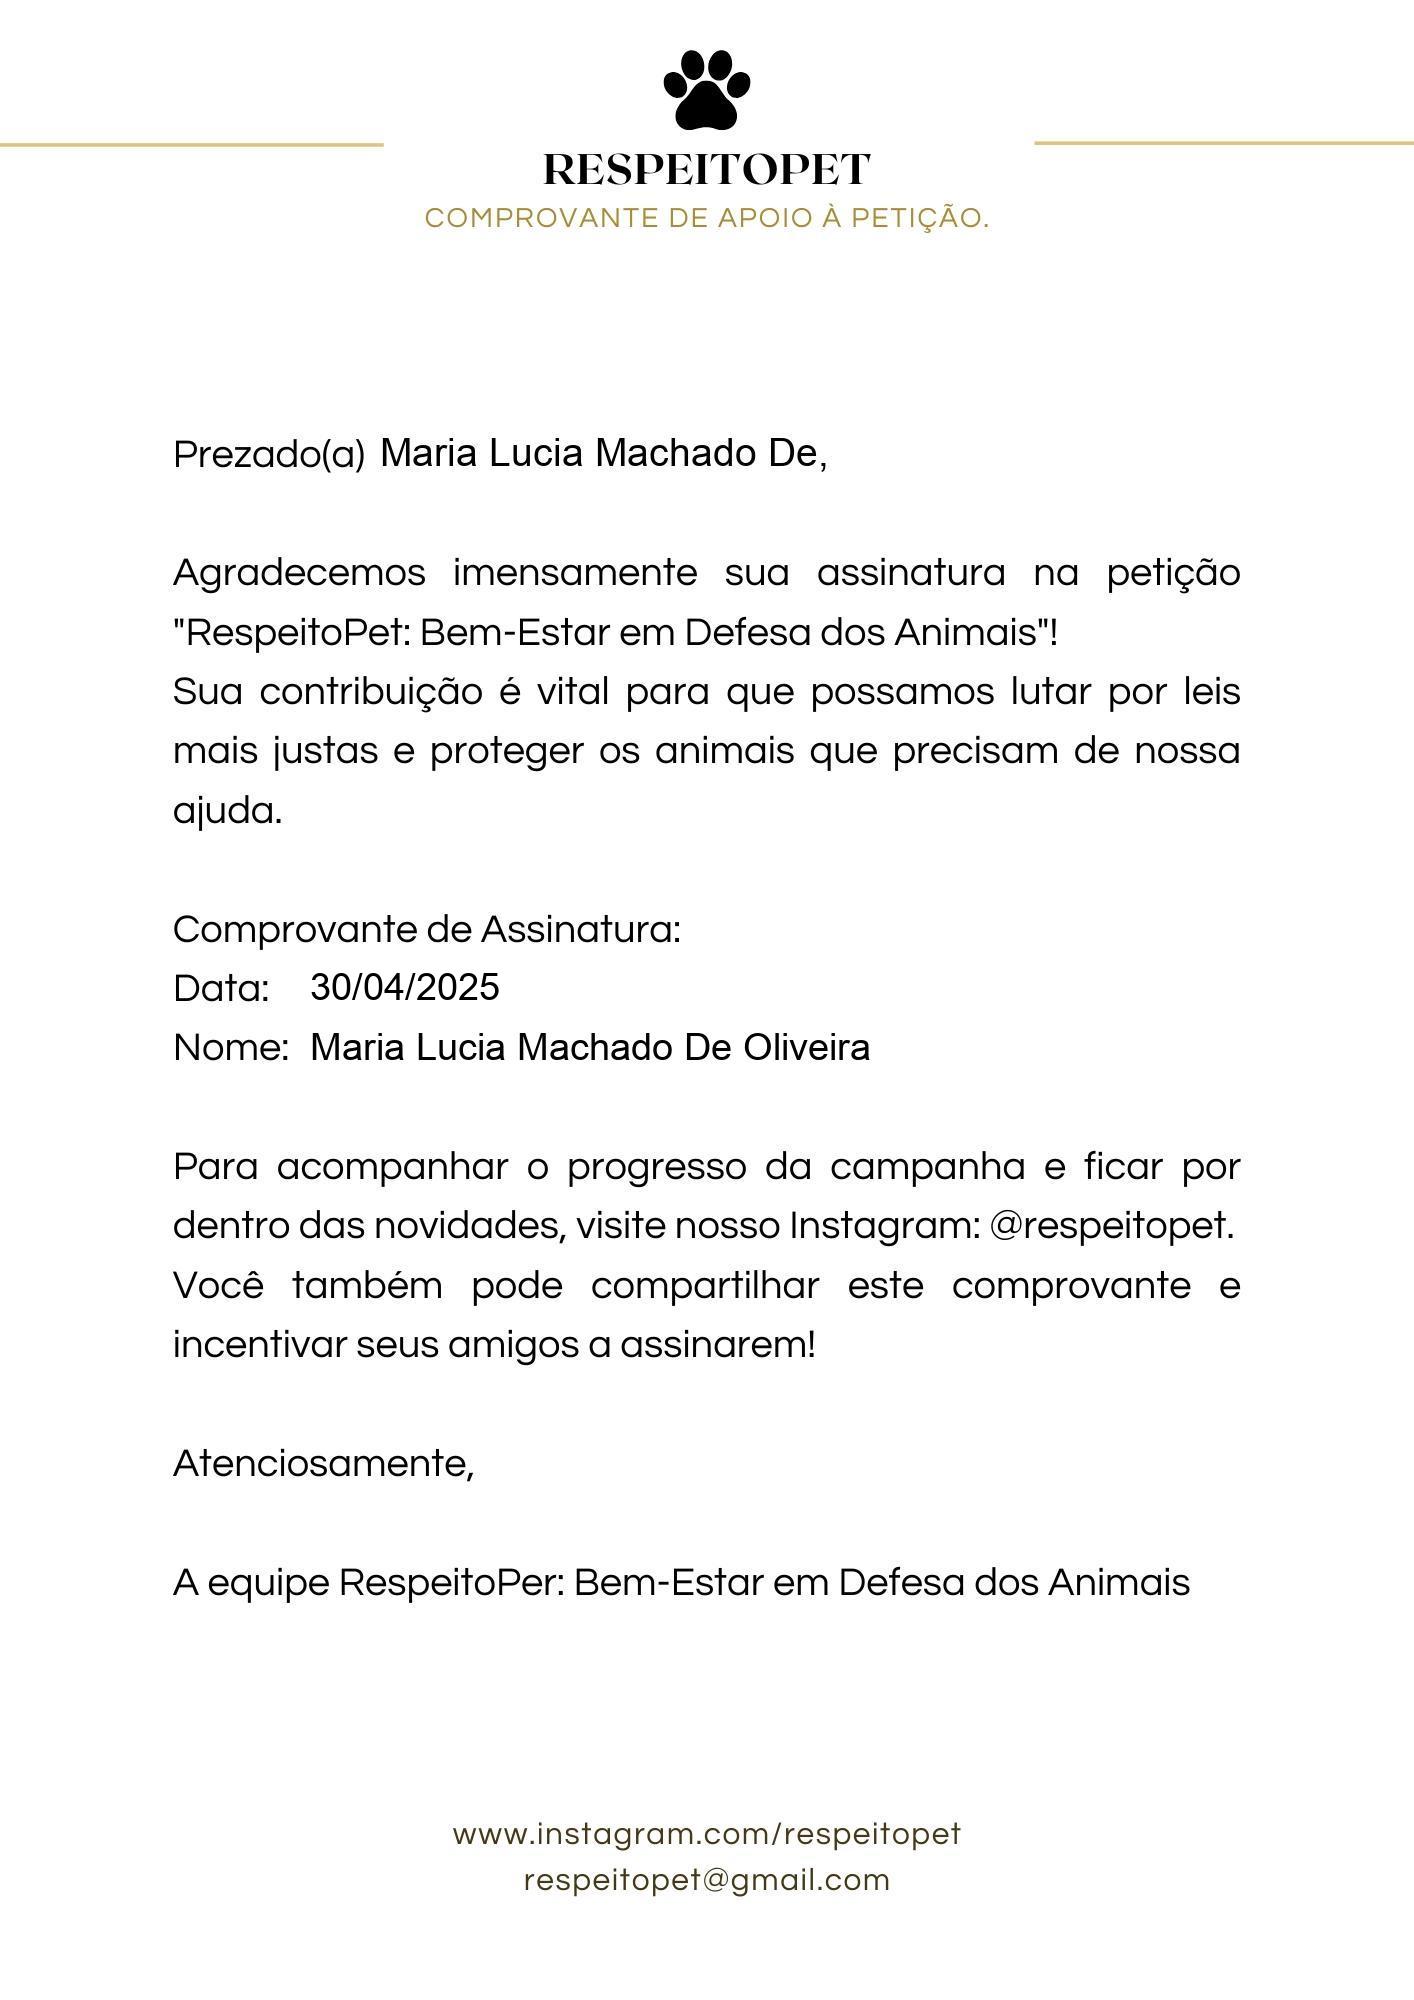 RESPEITOPET
COMPROVANTE DE APOIO À PETIÇÃO.
Prezado(a) Maria Lucia Machado De,
Agradecemos imensamente sua assinatura na petição
"RespeitoPet: Bem-Estar em Defesa dos Animais"!
Sua contribuição é vital para que possamos lutar por leis
mais justas e proteger os animais que precisam de nossa
ajuda.
Comprovante de Assinatura:
Data: 30/04/2025
Nome: Maria Lucia Machado De Oliveira
Para acompanhar o progresso da campanha e ficar por
dentro das novidades, visite nosso Instagram: @respeitopet.
Você também pode compartilhar este comprovante e
incentivar seus amigos a assinarem!
Atenciosamente,
A equipe RespeitoPer: Bem-Estar em Defesa dos Animais
www.instagram.com/respeitopet
respeitopet@gmail.com